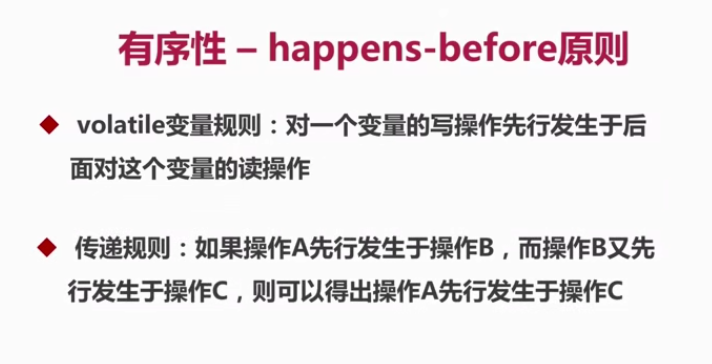 有序性 – happens-before原则
◆ volatile变量规则：对一个变量的写操作先行发生于后
面对这个变量的读操作
◆ 传递规则：如果操作A先行发生于操作B，而操作B又先
行发生于操作C，则可以得出操作A先行发生于操作C